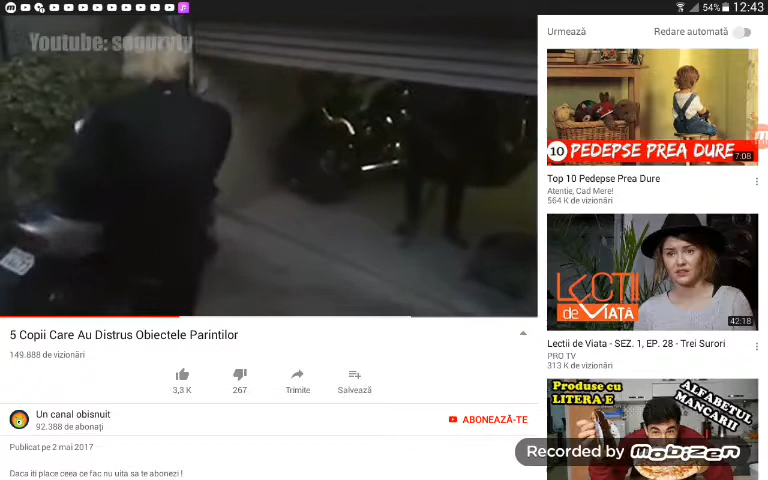 54% 12:43
Youtube: soguryty
Urmează
Redare automată
10 PEDEPSE PREA DURE
7:08
Top 10 Pedepse Prea Dure
Atentie, Cad Mere!
564 K de vizionări
LECȚII
de VIAȚĂ
42:18
Lectii de Viata - SEZ. 1, EP. 28 - Trei Surori
PRO TV
313 K de vizionări
Produse cu
LITERA E
ALFABETUL
MANCARII
5 Copii Care Au Distrus Obiectele Parintilor
149.888 de vizionări
3,3 K
267
Trimite
Salvează
Un canal obisnuit
92.388 de abonați
ABONEAZĂ-TE
Publicat pe 2 mai 2017
Daca iti place ceea ce fac nu uita sa te abonezi !
Recorded by mobizen